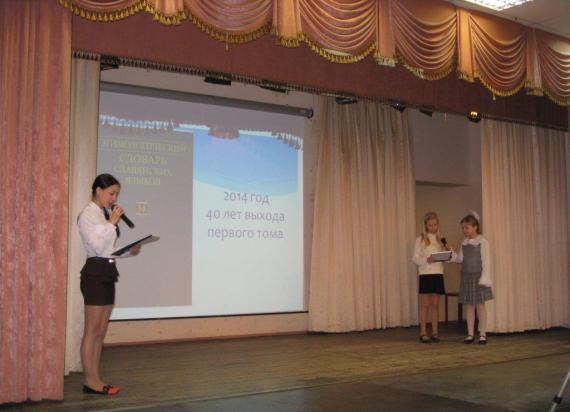 ЭТИМОЛОГИЧЕСКИЙ
СЛОВАРЬ
СЛАВЯНСКИХ
ЯЗЫКОВ
2014 год
40 лет выхода
первого тома